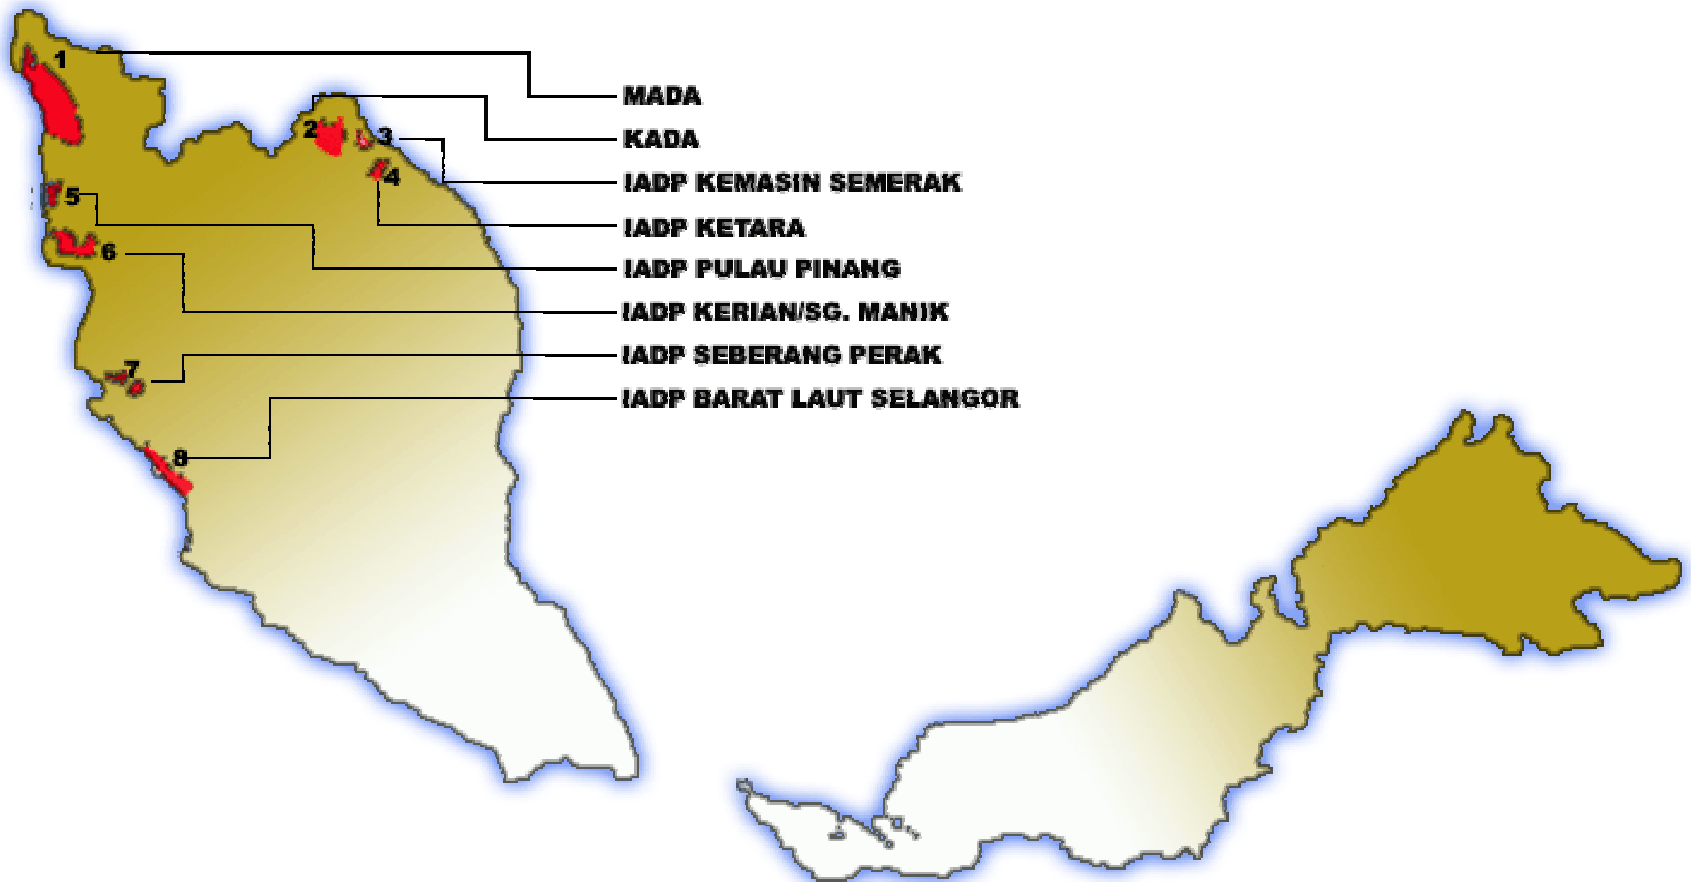 1
MADA
2
KADA
3
IADP KEMASIN SEMERAK
4
IADP KETARA
5
IADP PULAU PINANG
6
IADP KERIAN/SG. MANIK
7
IADP SEBERANG PERAK
8
IADP BARAT LAUT SELANGOR